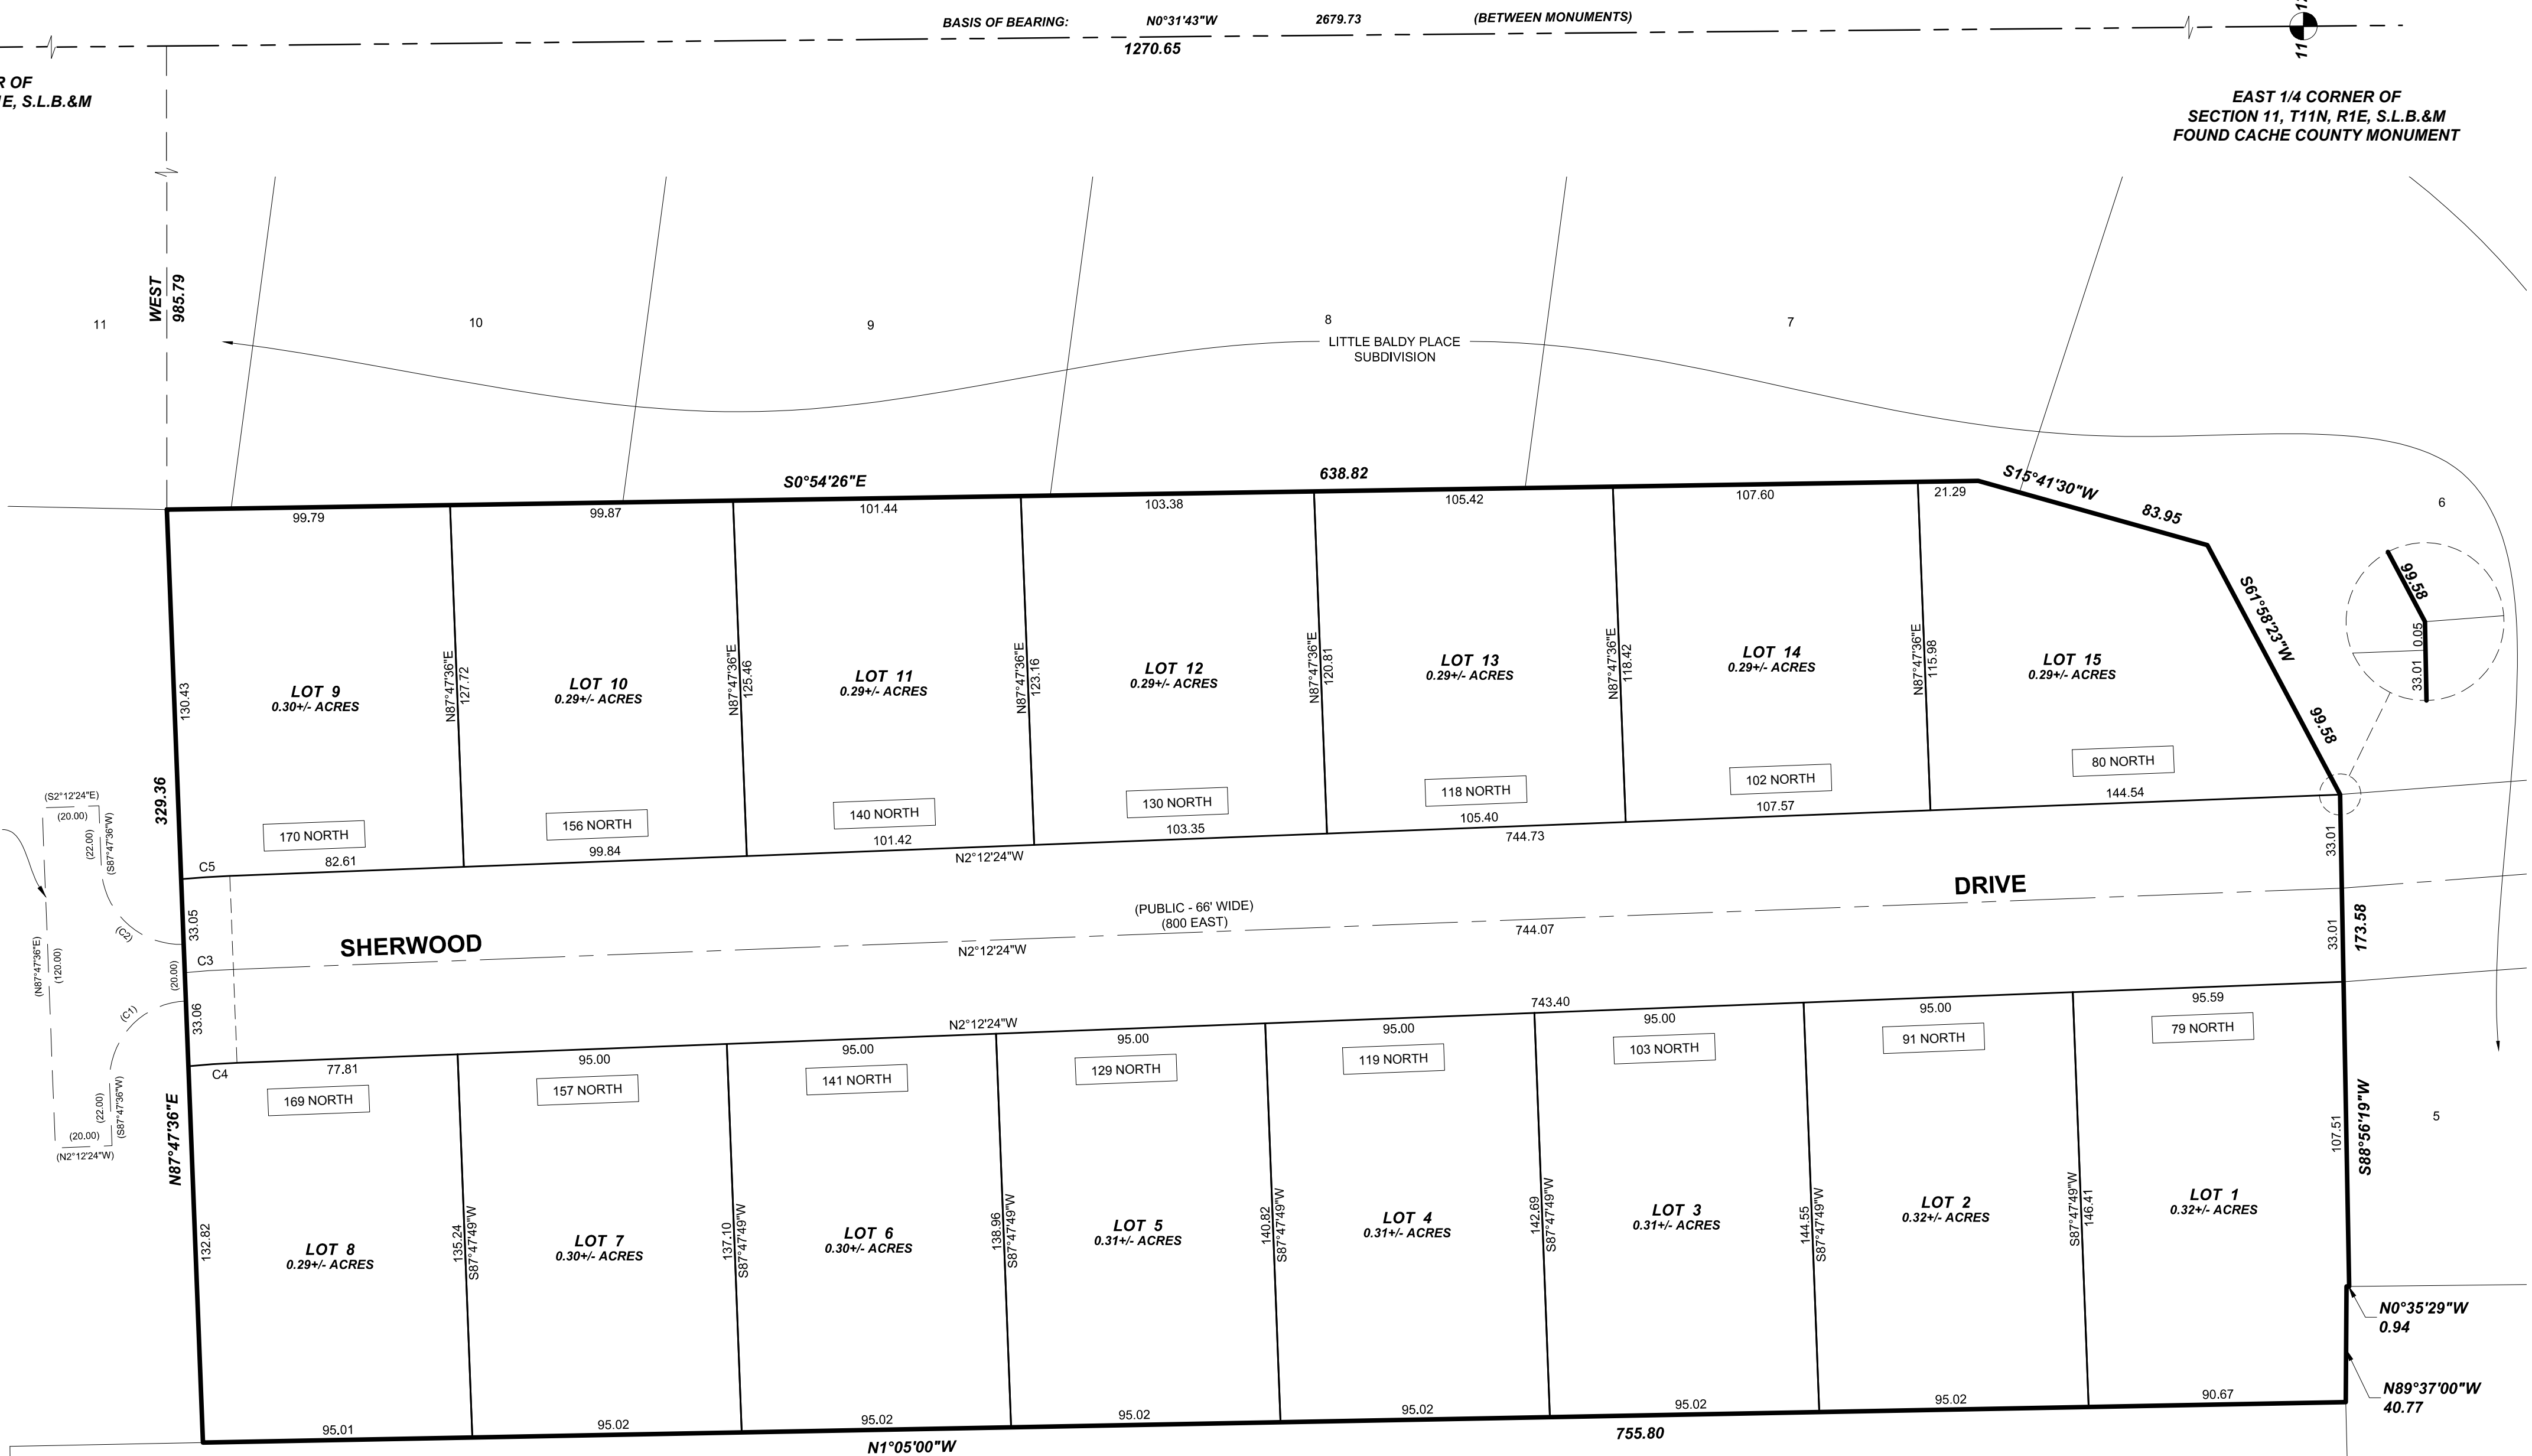 BASIS OF BEARING: N0°31'43"W 2679.73 (BETWEEN MONUMENTS)
1270.65
11
R OF
E, S.L.B.&M
EAST 1/4 CORNER OF
SECTION 11, T11N, R1E, S.L.B.&M
FOUND CACHE COUNTY MONUMENT
WEST
985.79
11
10
9
8
7
6
5
LITTLE BALDY PLACE
SUBDIVISION
S0°54'26"E 638.82
S15°41'30"W
83.95
S61°58'23"W
99.58
99.58
0.05
33.01
99.79
99.87
101.44
103.38
105.42
107.60
21.29
130.43
N87°47'36"E
127.72
N87°47'36"E
125.46
N87°47'36"E
123.16
N87°47'36"E
120.81
N87°47'36"E
118.42
N87°47'36"E
115.98
LOT 9
0.30+/- ACRES
LOT 10
0.29+/- ACRES
LOT 11
0.29+/- ACRES
LOT 12
0.29+/- ACRES
LOT 13
0.29+/- ACRES
LOT 14
0.29+/- ACRES
LOT 15
0.29+/- ACRES
170 NORTH
156 NORTH
140 NORTH
130 NORTH
118 NORTH
102 NORTH
80 NORTH
C5
82.61
99.84
101.42
103.35
105.40
107.57
144.54
N2°12'24"W
744.73
329.36
N87°47'36"E
(S2°12'24"E)
(20.00)
(22.00)
(S87°47'36"W)
(C2)
(N87°47'36"E)
(120.00)
(C1)
(20.00)
(22.00)
(S87°47'36"W)
(20.00)
(N2°12'24"W)
33.05
33.06
C3
SHERWOOD
DRIVE
(PUBLIC - 66' WIDE)
(800 EAST)
N2°12'24"W
744.07
33.01
33.01
173.58
S88°56'19"W
107.51
N2°12'24"W
743.40
C4
77.81
95.00
95.00
95.00
95.00
95.00
95.00
95.59
169 NORTH
157 NORTH
141 NORTH
129 NORTH
119 NORTH
103 NORTH
91 NORTH
79 NORTH
132.82
135.24
S87°47'49"W
137.10
S87°47'49"W
138.96
S87°47'49"W
140.82
S87°47'49"W
142.69
S87°47'49"W
144.55
S87°47'49"W
S87°47'49"W
146.41
LOT 8
0.29+/- ACRES
LOT 7
0.30+/- ACRES
LOT 6
0.30+/- ACRES
LOT 5
0.31+/- ACRES
LOT 4
0.31+/- ACRES
LOT 3
0.31+/- ACRES
LOT 2
0.32+/- ACRES
LOT 1
0.32+/- ACRES
N0°35'29"W
0.94
N89°37'00"W
40.77
95.01
95.02
95.02
95.02
95.02
95.02
95.02
90.67
N1°05'00"W
755.80